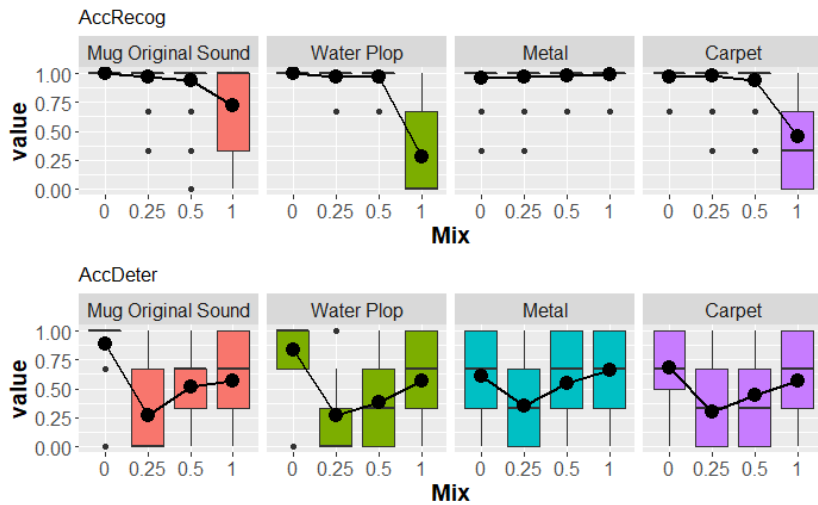 AccRecog
Mug Original Sound Water Plop Metal Carpet
1.00
0.75
0.50
0.25
0.00
value
0 0.25 0.5 1 0 0.25 0.5 1 0 0.25 0.5 1 0 0.25 0.5 1
Mix
AccDeter
Mug Original Sound Water Plop Metal Carpet
1.00
0.75
0.50
0.25
0.00
value
0 0.25 0.5 1 0 0.25 0.5 1 0 0.25 0.5 1 0 0.25 0.5 1
Mix